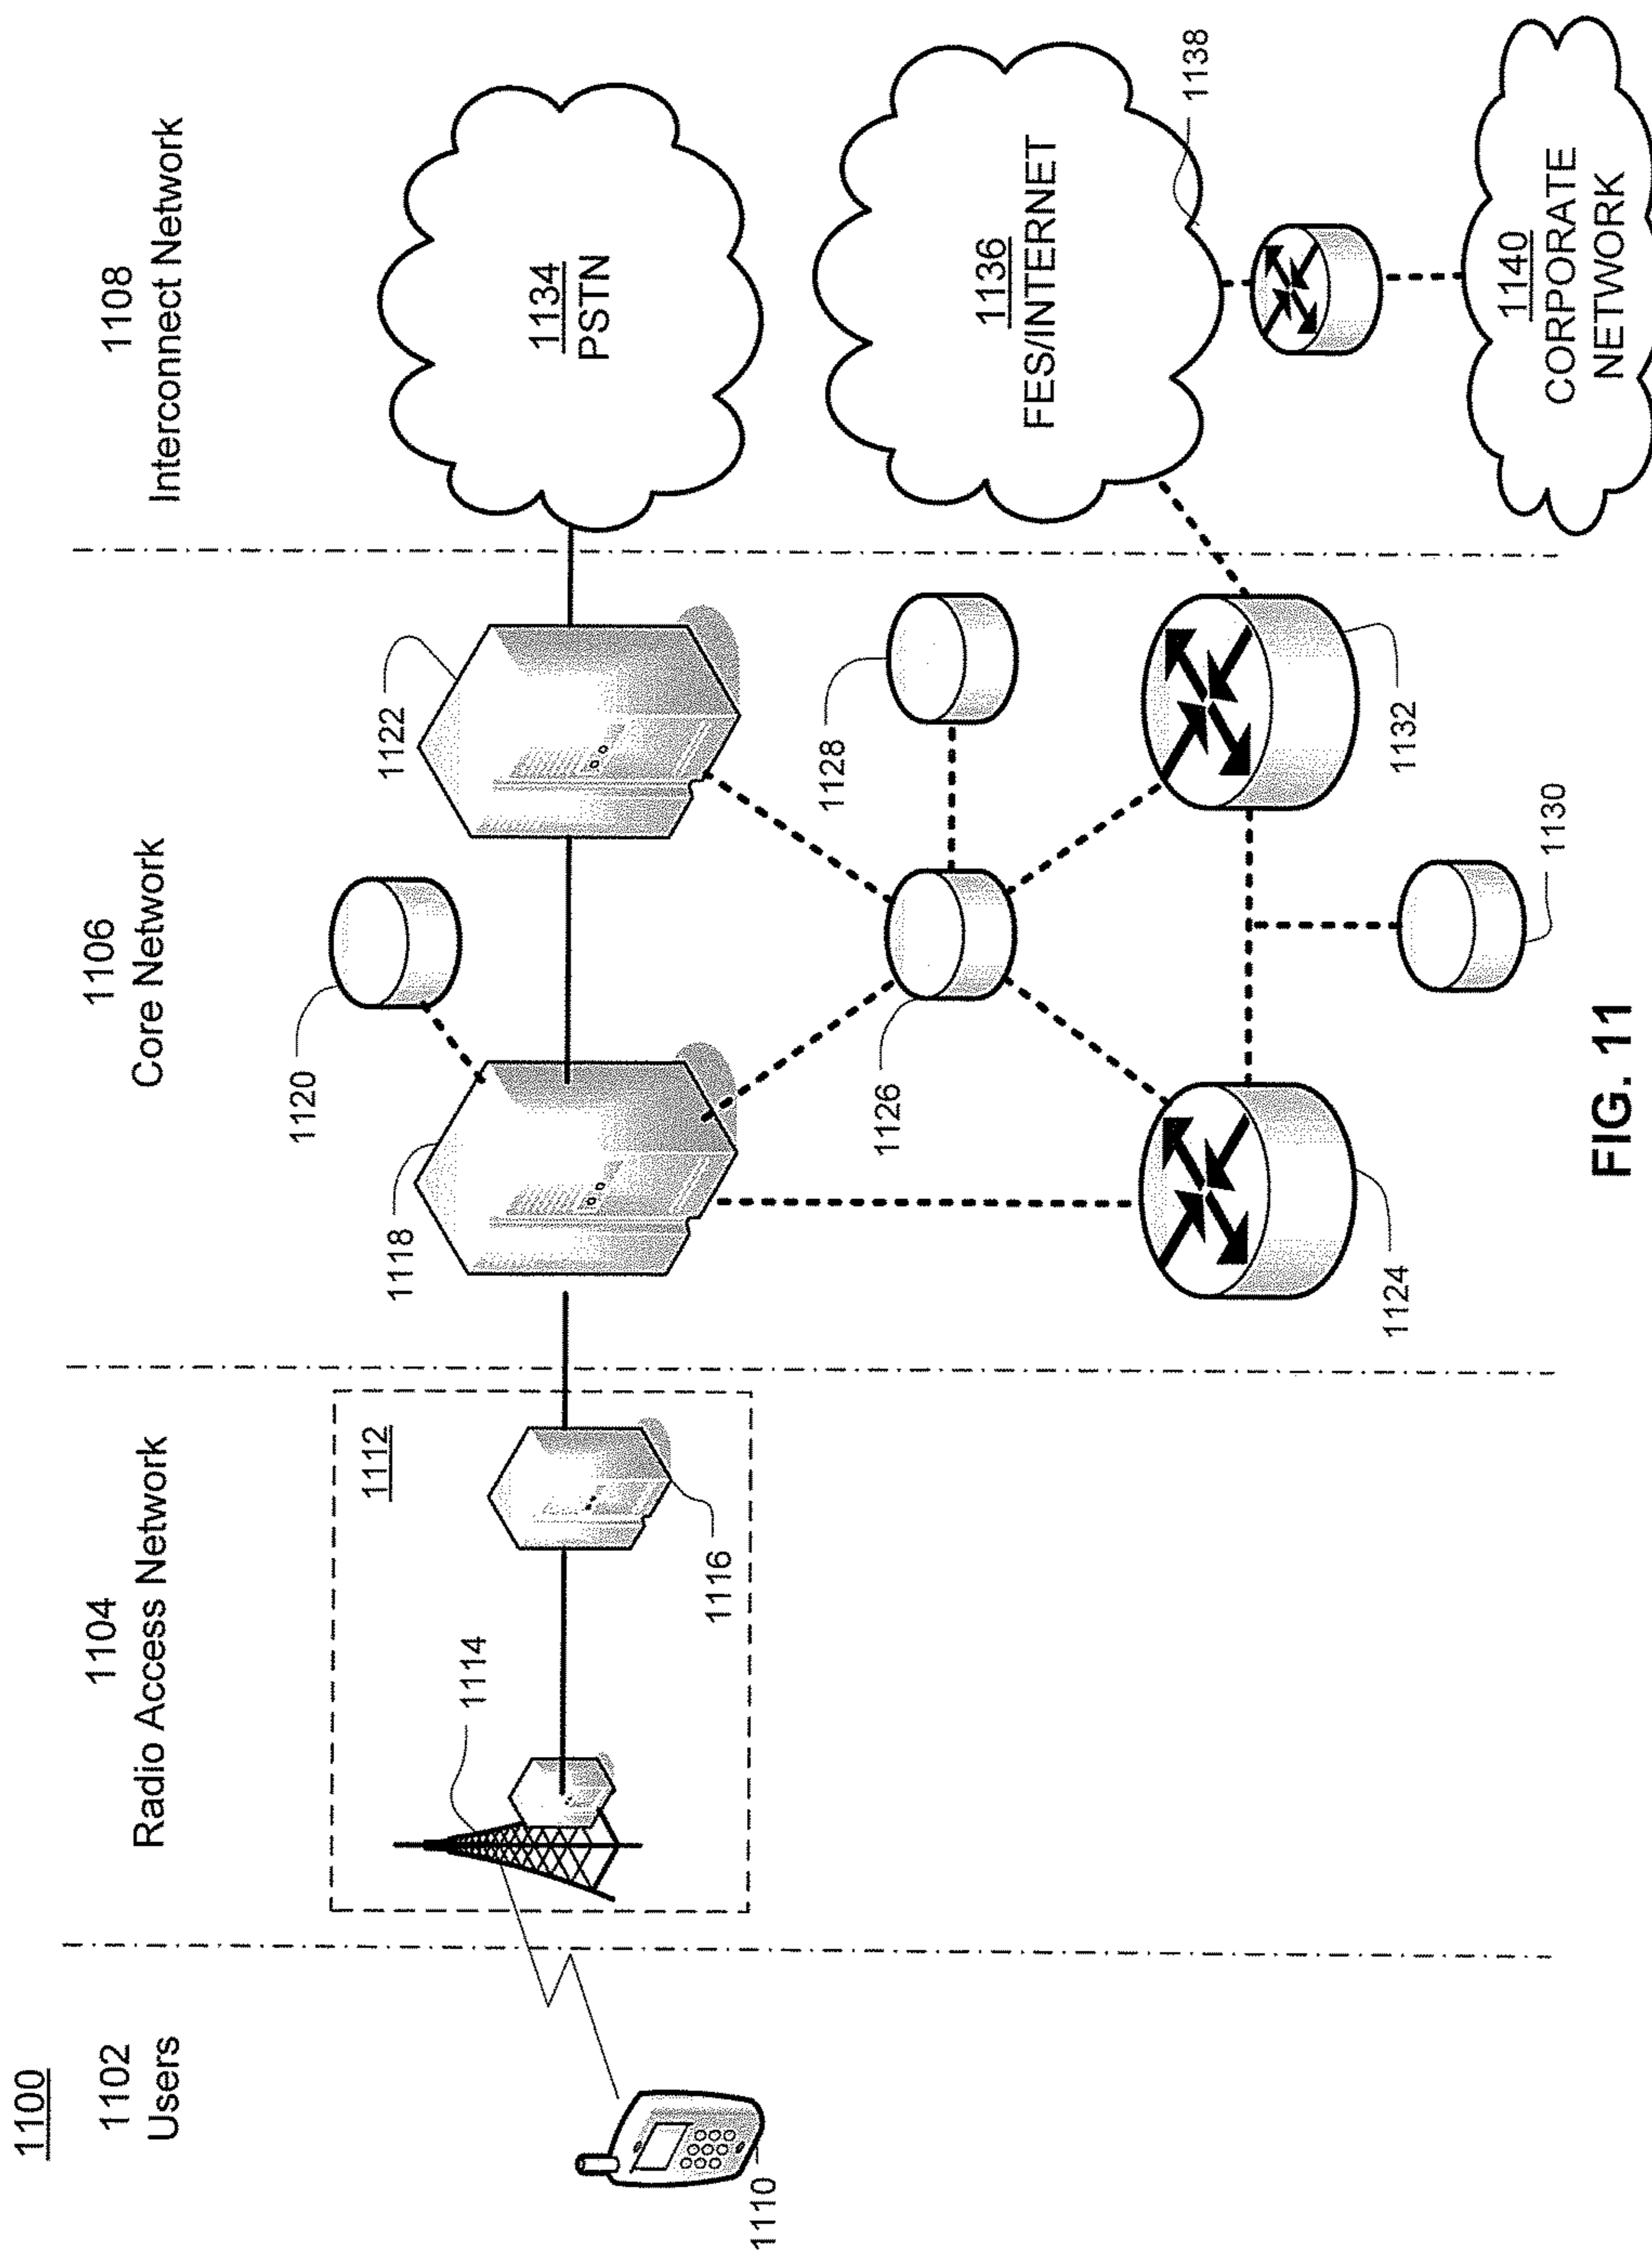 1100
1102
Users
1104
Radio Access Network
1106
Core Network
1108
Interconnect Network
1110
1112
1114
1116
1118
1120
1122
1124
1126
1128
1130
1132
1134
PSTN
1136
FES/INTERNET
1138
1140
CORPORATE
NETWORK
FIG. 11